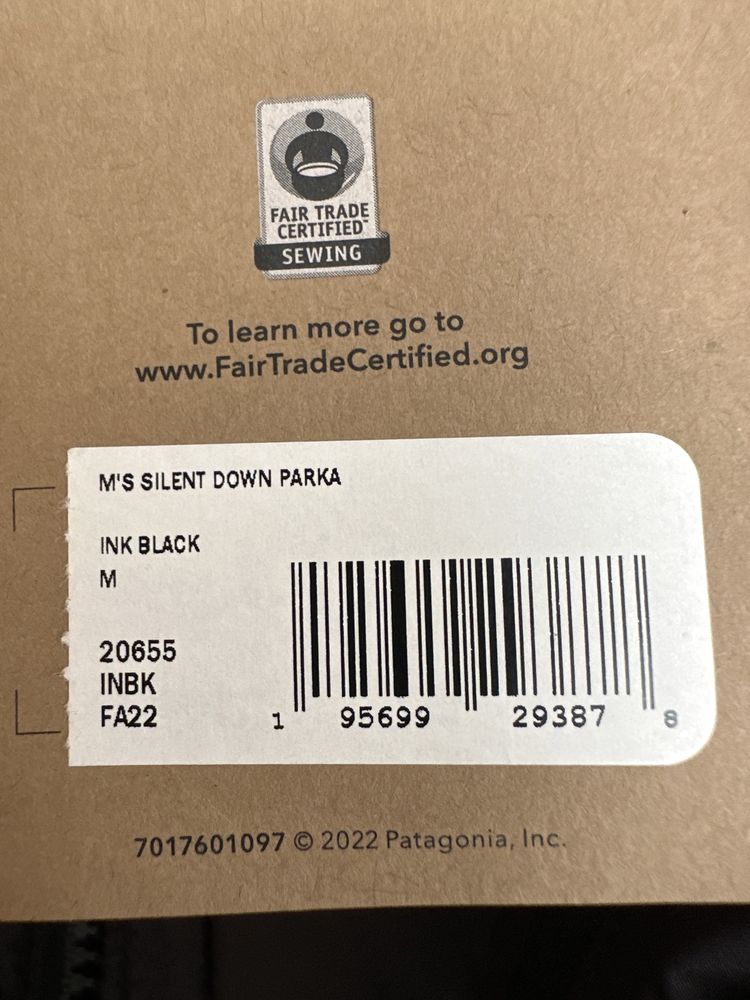 FAIR TRADE
CERTIFIED™
SEWING
To learn more go to
www.FairTradeCertified.org
M'S SILENT DOWN PARKA
INK BLACK
M
20655
INBK
FA22
1 95699 29387 8
7017601097 © 2022 Patagonia, Inc.